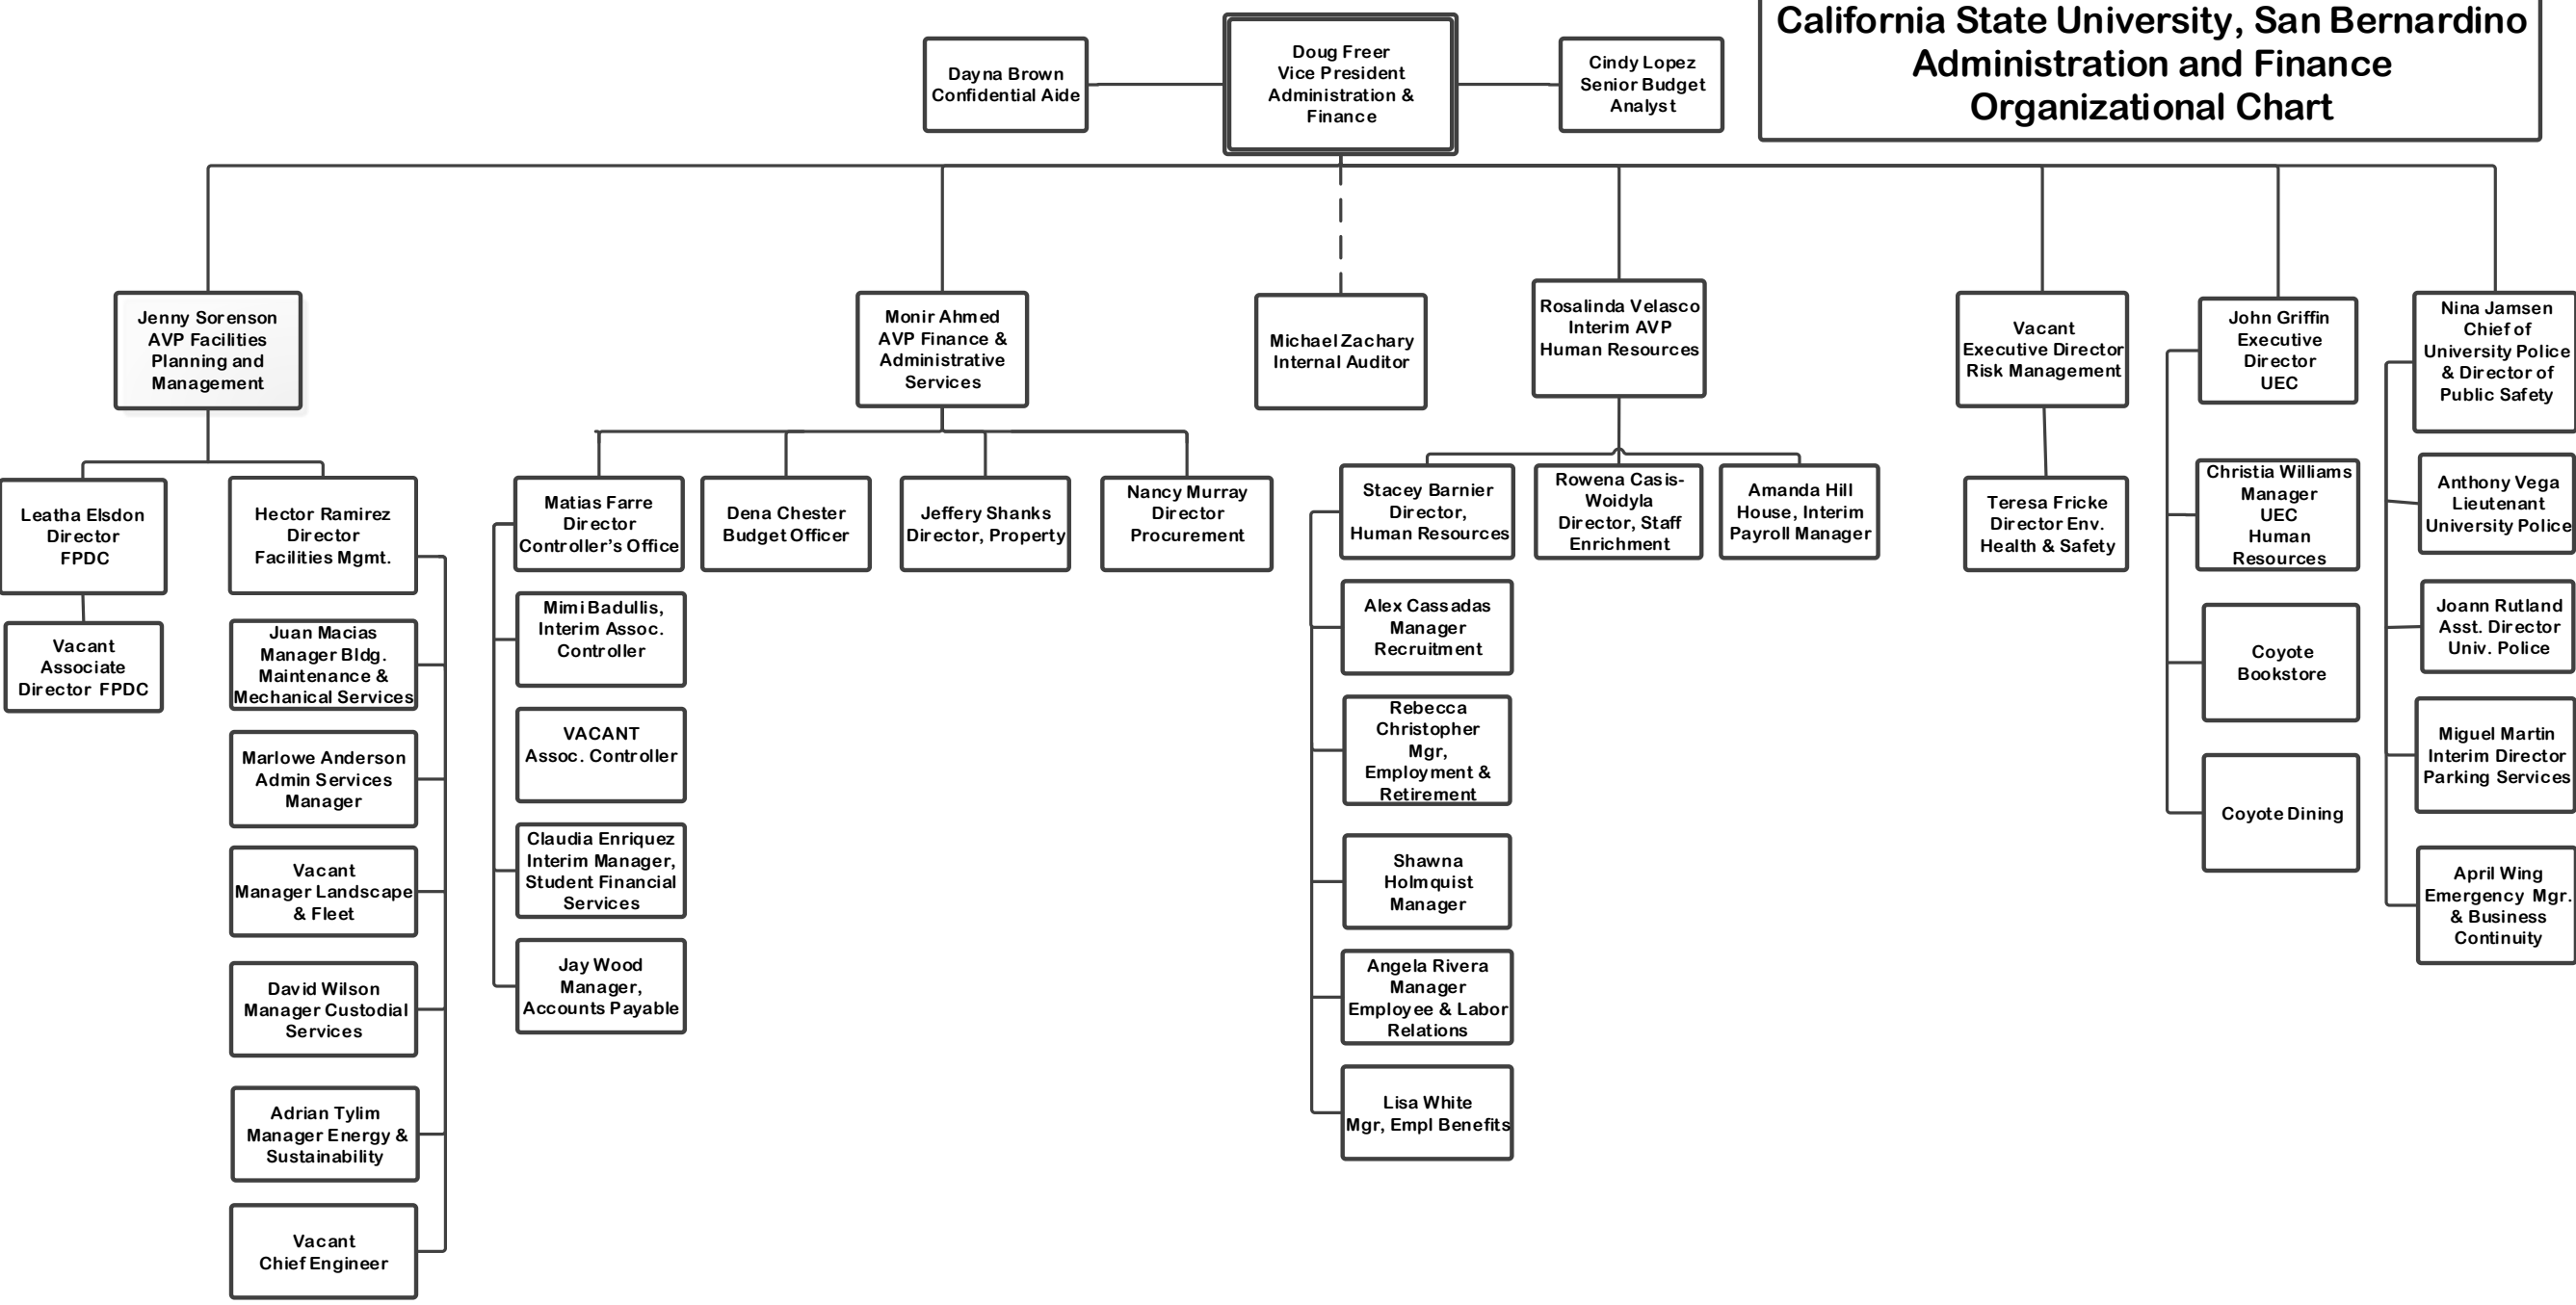 California State University, San Bernardino
Administration and Finance
Organizational Chart
Dayna Brown
Confidential Aide
Doug Freer
Vice President
Administration &
Finance
Cindy Lopez
Senior Budget
Analyst
Jenny Sorenson
AVP Facilities
Planning and
Management
Monir Ahmed
AVP Finance &
Administrative
Services
Michael Zachary
Internal Auditor
Rosalinda Velasco
Interim AVP
Human Resources
Vacant
Executive Director
Risk Management
John Griffin
Executive
Director
UEC
Nina Jamsen
Chief of
University Police
& Director of
Public Safety
Leatha Elsdon
Director
FPDC
Vacant
Associate
Director FPDC
Hector Ramirez
Director
Facilities Mgmt.
Juan Macias
Manager Bldg.
Maintenance &
Mechanical Services
Marlowe Anderson
Admin Services
Manager
Vacant
Manager Landscape
& Fleet
David Wilson
Manager Custodial
Services
Adrian Tylim
Manager Energy &
Sustainability
Vacant
Chief Engineer
Matias Farre
Director
Controller's Office
Mimi Badullis,
Interim Assoc.
Controller
VACANT
Assoc. Controller
Claudia Enriquez
Interim Manager,
Student Financial
Services
Jay Wood
Manager,
Accounts Payable
Dena Chester
Budget Officer
Jeffery Shanks
Director, Property
Nancy Murray
Director
Procurement
Stacey Barnier
Director,
Human Resources
Alex Cassadas
Manager
Recruitment
Rebecca
Christopher
Mgr,
Employment &
Retirement
Shawna
Holmquist
Manager
Angela Rivera
Manager
Employee & Labor
Relations
Lisa White
Mgr, Empl Benefits
Rowena Casis-
Woidyla
Director, Staff
Enrichment
Amanda Hill
House, Interim
Payroll Manager
Teresa Fricke
Director Env.
Health & Safety
Christia Williams
Manager
UEC
Human
Resources
Coyote
Bookstore
Coyote Dining
Anthony Vega
Lieutenant
University Police
Joann Rutland
Asst. Director
Univ. Police
Miguel Martin
Interim Director
Parking Services
April Wing
Emergency Mgr.
& Business
Continuity